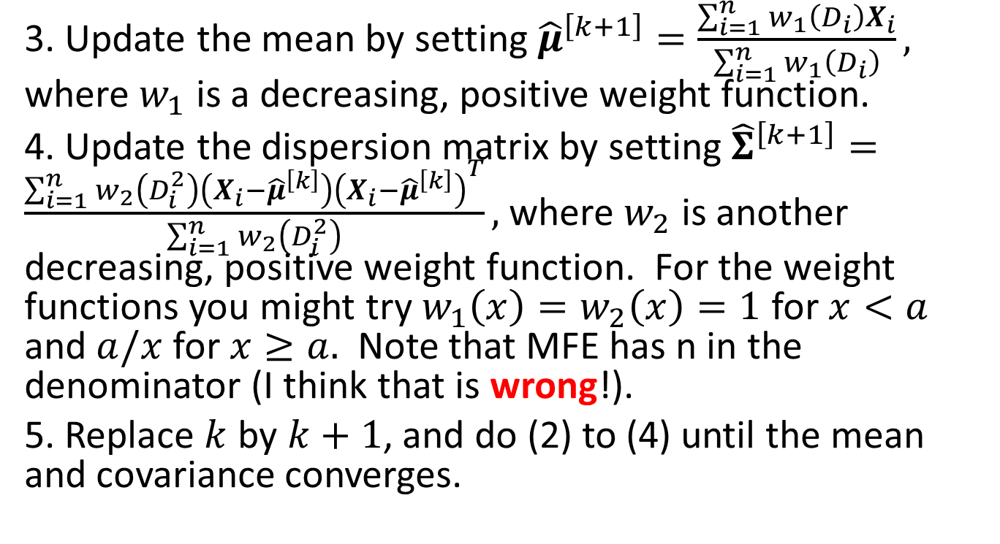 3. Update the mean by setting $\hat{\boldsymbol{\mu}}^{[k+1]} = \frac{\sum_{i=1}^{n} w_1(D_i)\boldsymbol{X}_i}{\sum_{i=1}^{n} w_1(D_i)}$,
where $w_1$ is a decreasing, positive weight function.
4. Update the dispersion matrix by setting $\hat{\boldsymbol{\Sigma}}^{[k+1]} =$
$\frac{\sum_{i=1}^{n} w_2(D_i^2)(\boldsymbol{X}_i-\hat{\boldsymbol{\mu}}^{[k]})(\boldsymbol{X}_i-\hat{\boldsymbol{\mu}}^{[k]})^T}{\sum_{i=1}^{n} w_2(D_i^2)}$, where $w_2$ is another
decreasing, positive weight function. For the weight
functions you might try $w_1(x) = w_2(x) = 1$ for $x < a$
and $a/x$ for $x \geq a$. Note that MFE has n in the
denominator (I think that is wrong!).
5. Replace $k$ by $k + 1$, and do (2) to (4) until the mean
and covariance converges.